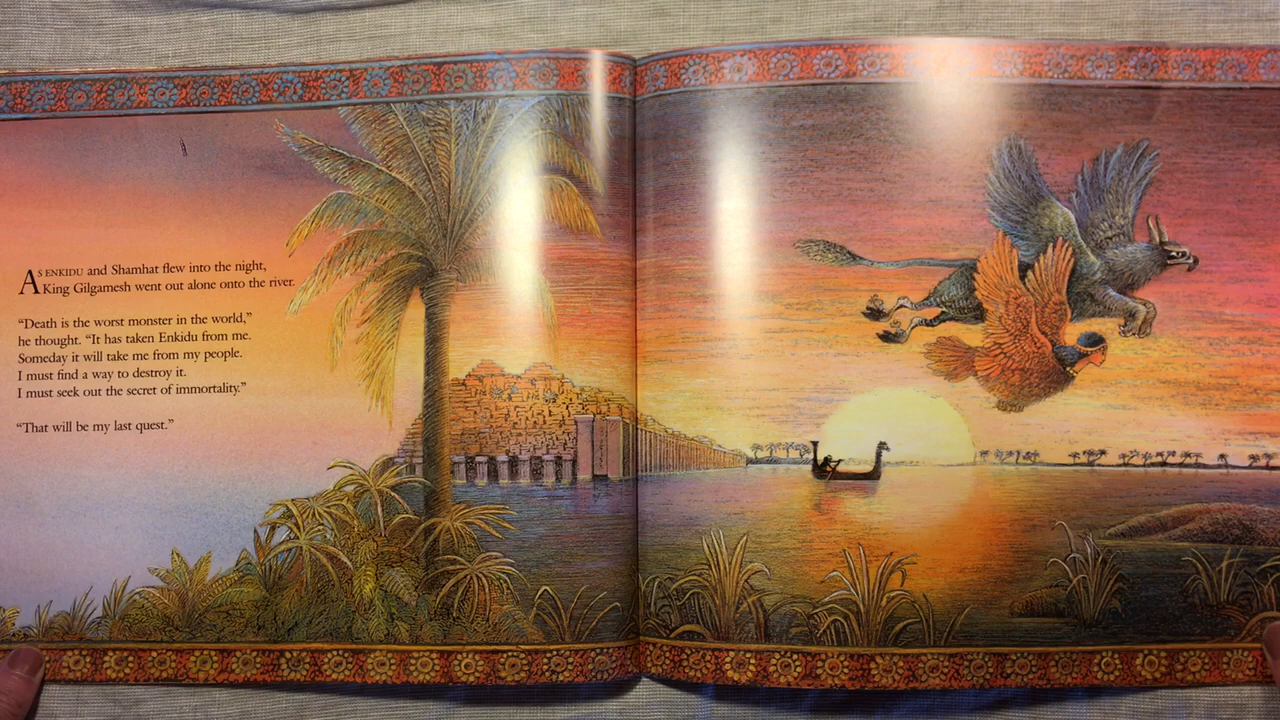 AS ENKIDU and Shamhat flew into the night,
King Gilgamesh went out alone onto the river.
“Death is the worst monster in the world,”
he thought. “It has taken Enkidu from me.
Someday it will take me from my people.
I must find a way to destroy it.
I must seek out the secret of immortality.”
“That will be my last quest.”